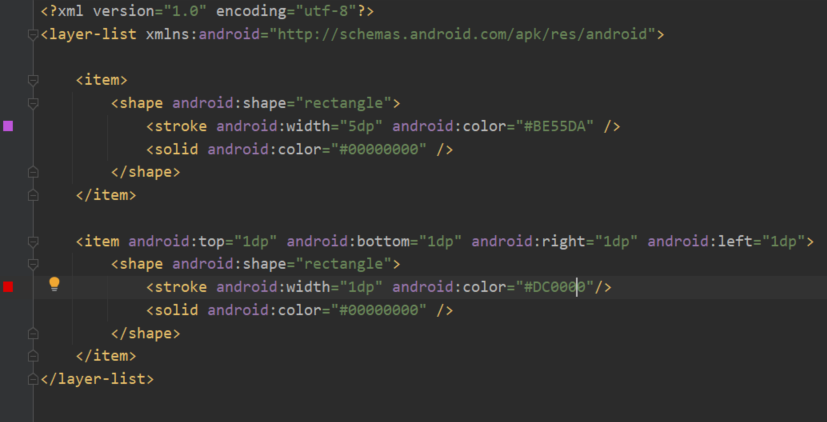 <?xml version="1.0" encoding="utf-8"?>
<layer-list xmlns:android="http://schemas.android.com/apk/res/android">
<item>
<shape android:shape="rectangle">
<stroke android:width="5dp" android:color="#BE55DA" />
<solid android:color="#00000000" />
</shape>
</item>
<item android:top="1dp" android:bottom="1dp" android:right="1dp" android:left="1dp">
<shape android:shape="rectangle">
<stroke android:width="1dp" android:color="#DC0000"/>
<solid android:color="#00000000" />
</shape>
</item>
</layer-list>